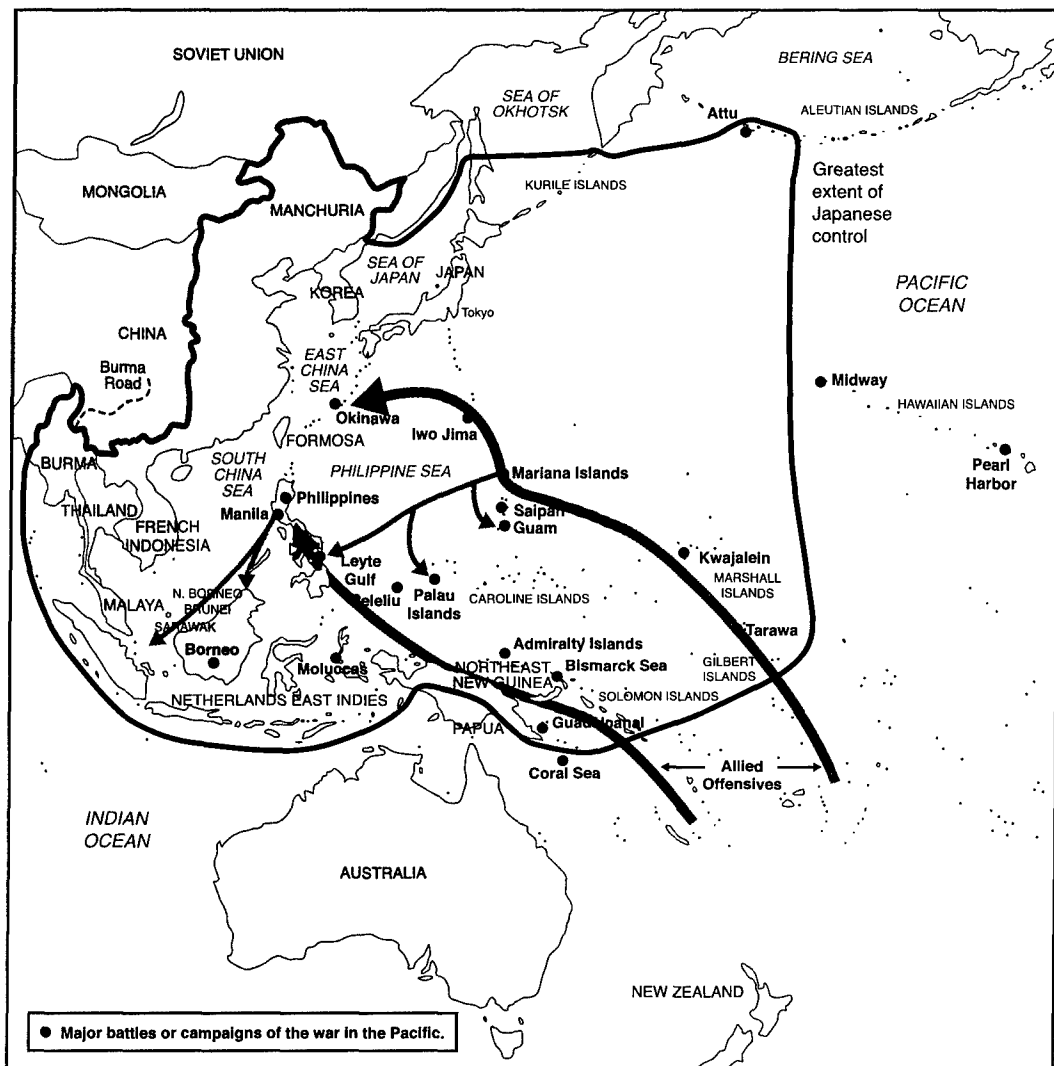 SOVIET UNION
BERING SEA
SEA OF
OKHOTSK
Attu
ALEUTIAN ISLANDS
MONGOLIA
MANCHURIA
KURILE ISLANDS
Greatest
extent of
Japanese
control
SEA OF
JAPAN
JAPAN
KOREA
Tokyo
PACIFIC
OCEAN
CHINA
Burma
Road
EAST
CHINA
SEA
Okinawa
Iwo Jima
Midway
HAWAIIAN ISLANDS
FORMOSA
BURMA
SOUTH
CHINA
SEA
PHILIPPINE SEA
Mariana Islands
Pearl
Harbor
Philippines
THAILAND
Manila
Saipan
Guam
FRENCH
INDONESIA
Leyte
Gulf
Kwajalein
MARSHALL
ISLANDS
Peleliu
Palau
Islands
CAROLINE ISLANDS
MALAYA
N. BORNEO
BRUNEI
SARAWAK
Tarawa
Borneo
Moluccas
Admiralty Islands
NORTHEAST
NEW GUINEA
Bismarck Sea
GILBERT
ISLANDS
SOLOMON ISLANDS
NETHERLANDS EAST INDIES
PAPUA
Guadalcanal
Coral Sea
Allied
Offensives
INDIAN
OCEAN
AUSTRALIA
NEW ZEALAND
Major battles or campaigns of the war in the Pacific.